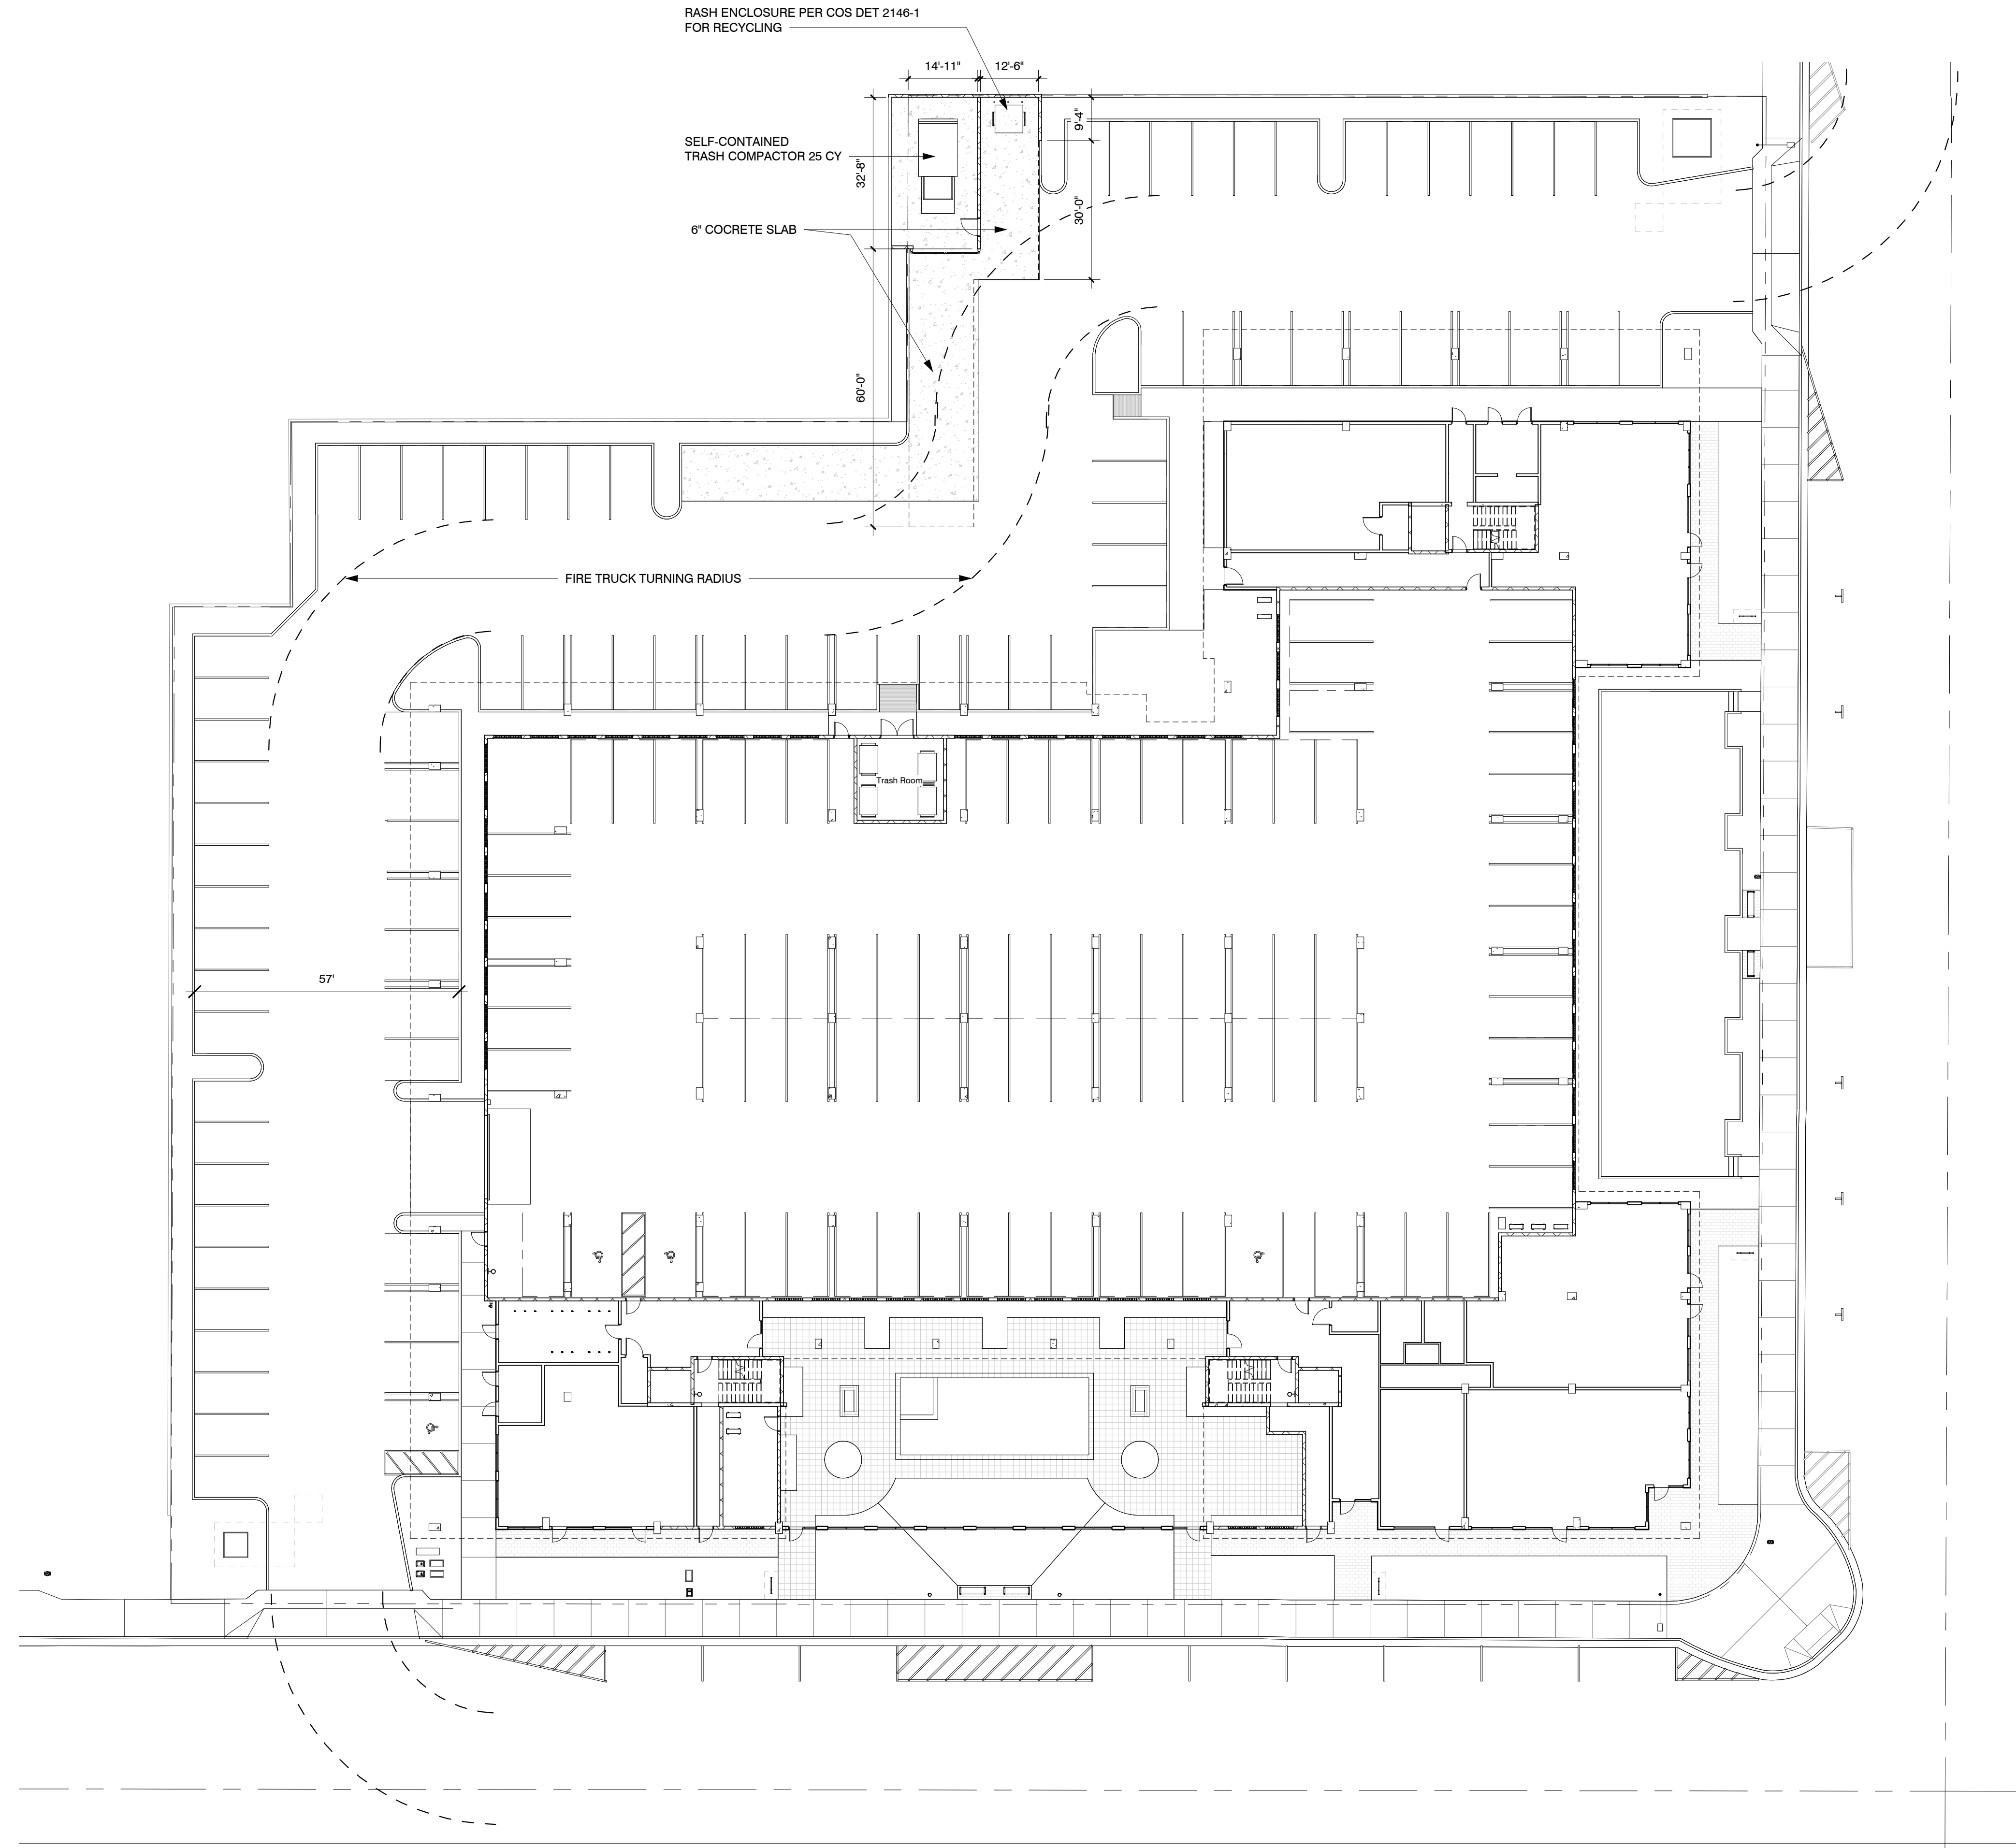 RASH ENCLOSURE PER COS DET 2146-1
FOR RECYCLING
14'-11"
12'-6"
9'-4"
SELF-CONTAINED
TRASH COMPACTOR 25 CY
32'-8"
30'-0"
6" COCRETE SLAB
60'-0"
FIRE TRUCK TURNING RADIUS
Trash Room
57'